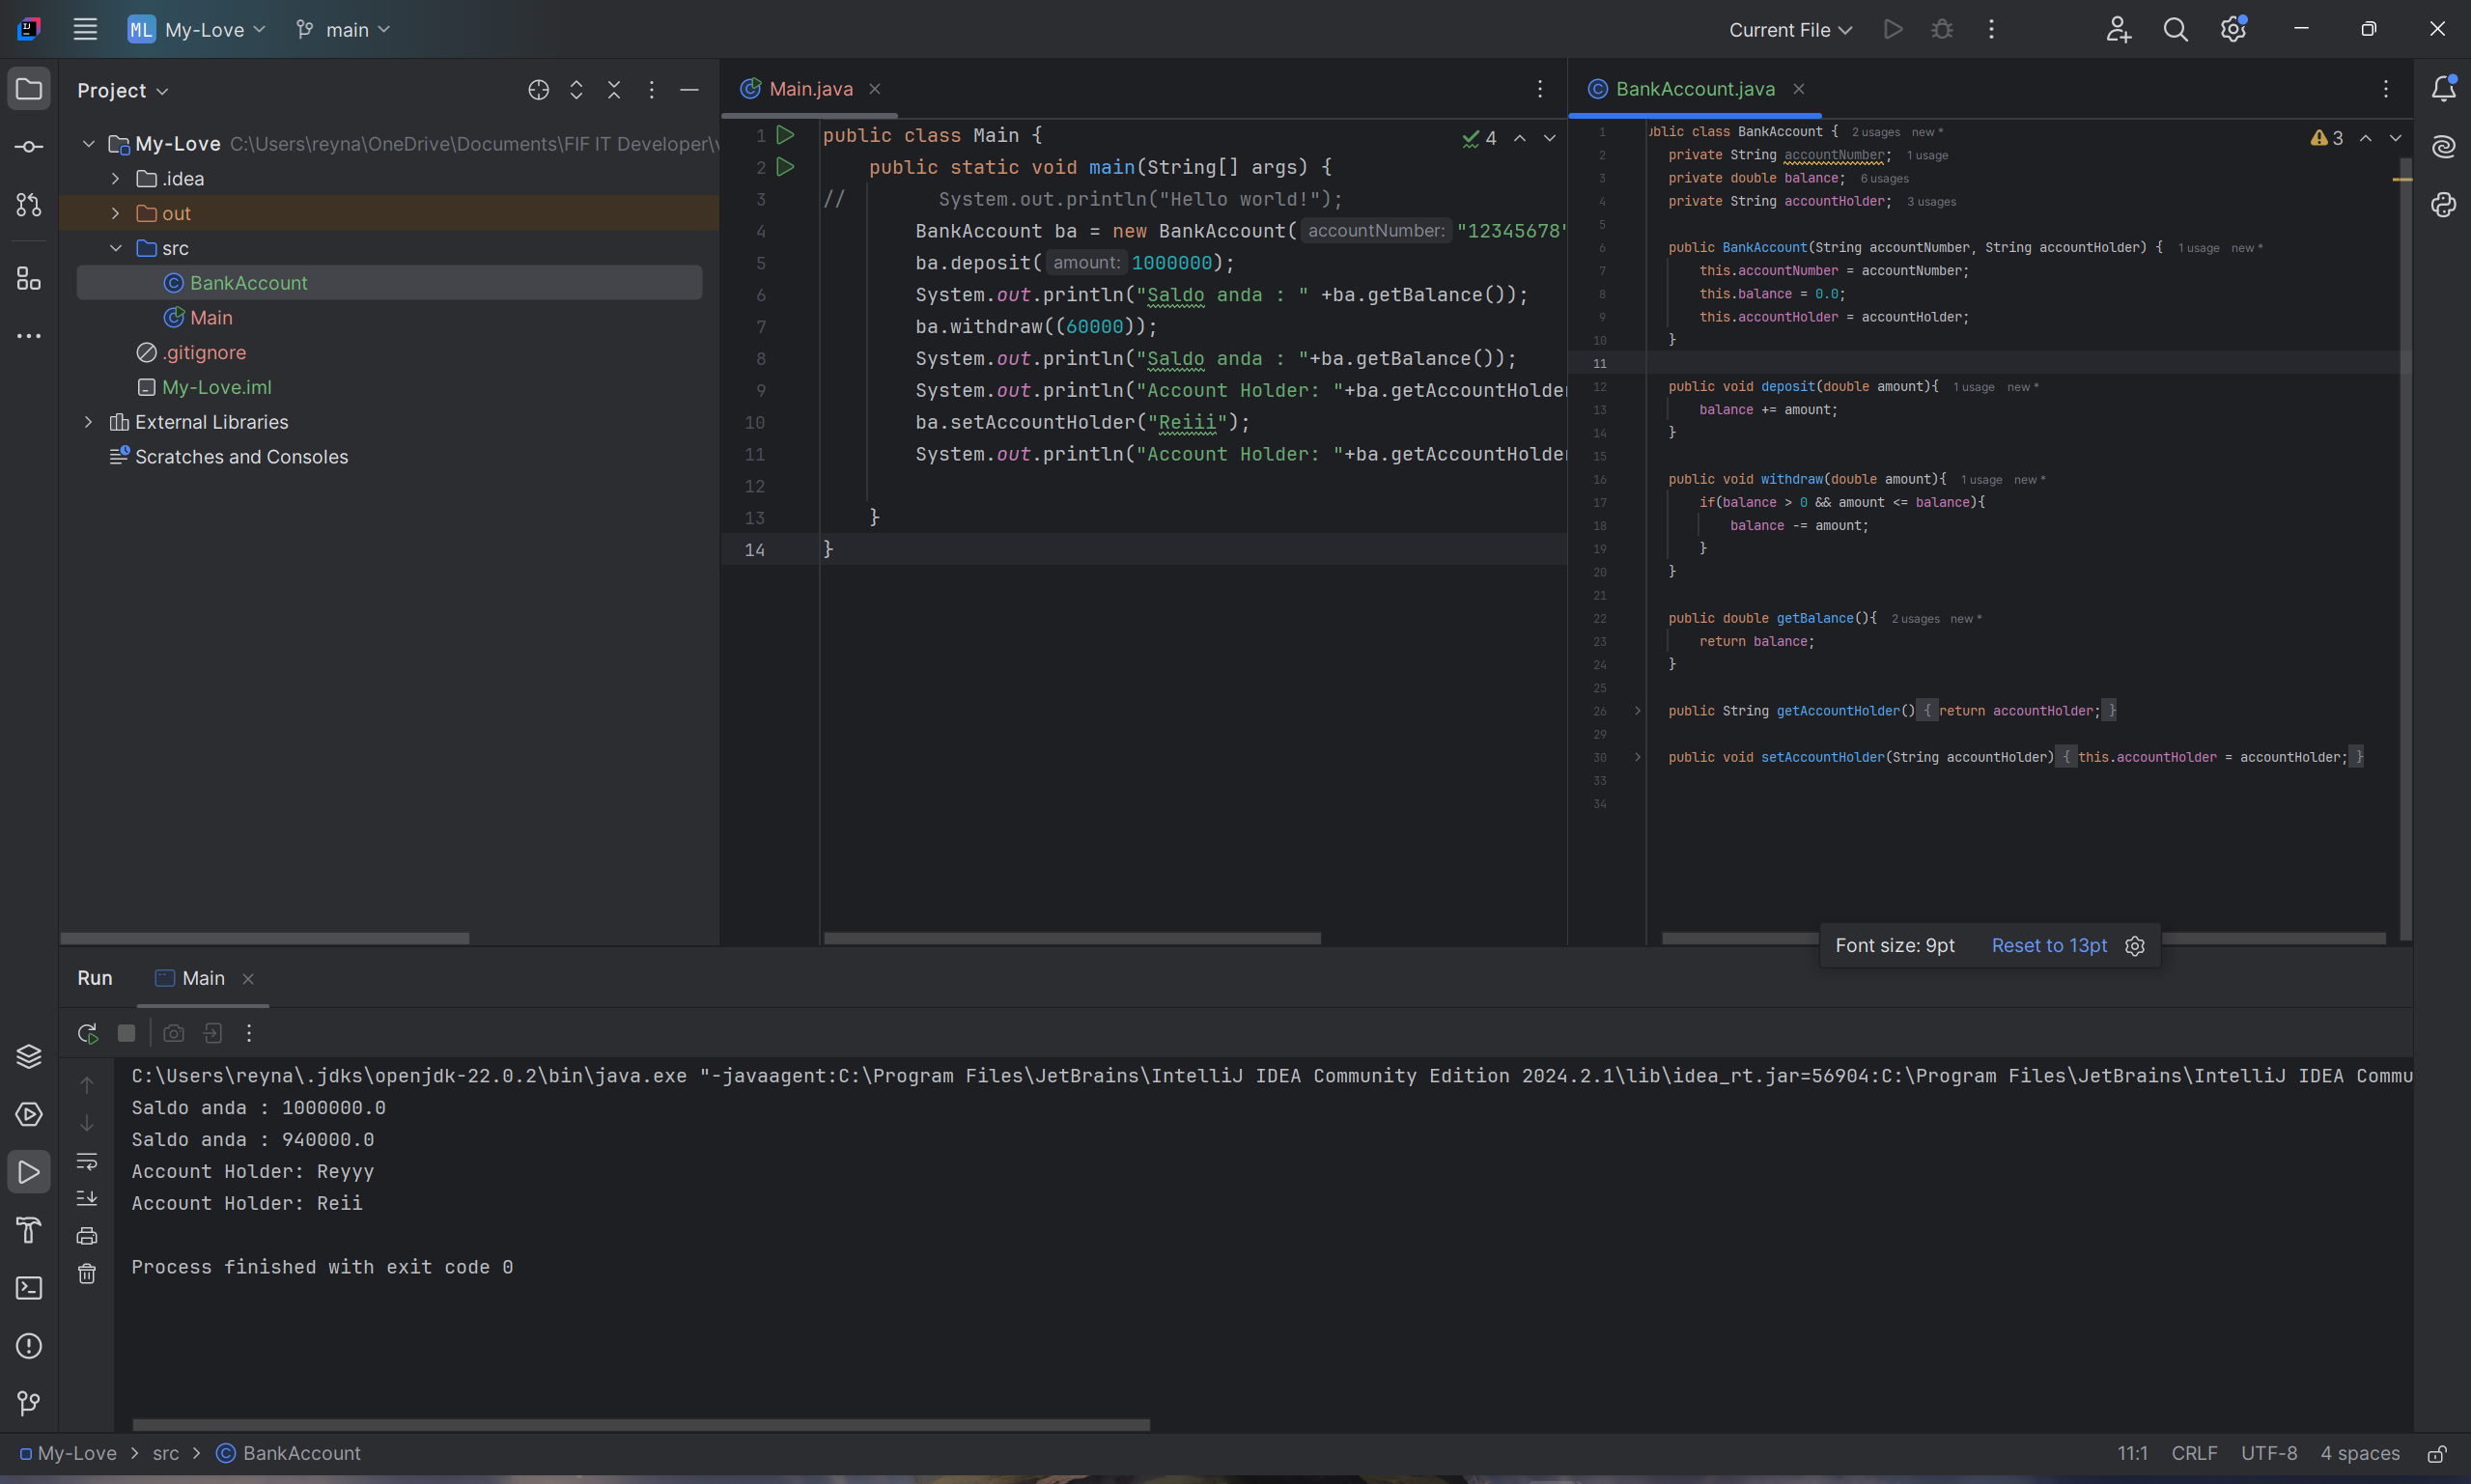 ML My-Love main Current File
Project
My-Love C:\Users\reyna\OneDrive\Documents\FIF IT Developer\
.idea
out
src
BankAccount
Main
.gitignore
My-Love.iml
External Libraries
Scratches and Consoles
Main.java
4
1 public class Main {
2 public static void main(String[] args) {
3 // System.out.println("Hello world!");
4 BankAccount ba = new BankAccount( accountNumber: "12345678"
5 ba.deposit( amount: 1000000);
6 System.out.println("Saldo anda : " +ba.getBalance());
7 ba.withdraw((60000));
8 System.out.println("Saldo anda : "+ba.getBalance());
9 System.out.println("Account Holder: "+ba.getAccountHolde
10 ba.setAccountHolder("Reiii");
11 System.out.println("Account Holder: "+ba.getAccountHolde
12
13 }
14 }
BankAccount.java
3
1 ublic class BankAccount { 2 usages new *
2 private String accountNumber; 1 usage
3 private double balance; 6 usages
4 private String accountHolder; 3 usages
5
6 public BankAccount(String accountNumber, String accountHolder) { 1 usage new *
7 this.accountNumber = accountNumber;
8 this.balance = 0.0;
9 this.accountHolder = accountHolder;
10 }
11
12 public void deposit(double amount){ 1 usage new *
13 balance += amount;
14 }
15
16 public void withdraw(double amount){ 1 usage new *
17 if(balance > 0 && amount <= balance){
18 balance -= amount;
19 }
20 }
21
22 public double getBalance(){ 2 usages new *
23 return balance;
24 }
25
26 public String getAccountHolder() { return accountHolder; }
29
30 public void setAccountHolder(String accountHolder) { this.accountHolder = accountHolder; }
33
34
Font size: 9pt Reset to 13pt
Run Main
C:\Users\reyna\.jdks\openjdk-22.0.2\bin\java.exe "-javaagent:C:\Program Files\JetBrains\IntelliJ IDEA Community Edition 2024.2.1\lib\idea_rt.jar=56904:C:\Program Files\JetBrains\IntelliJ IDEA Commu
Saldo anda : 1000000.0
Saldo anda : 940000.0
Account Holder: Reyyy
Account Holder: Reii
Process finished with exit code 0
My-Love > src > BankAccount
11:1 CRLF UTF-8 4 spaces